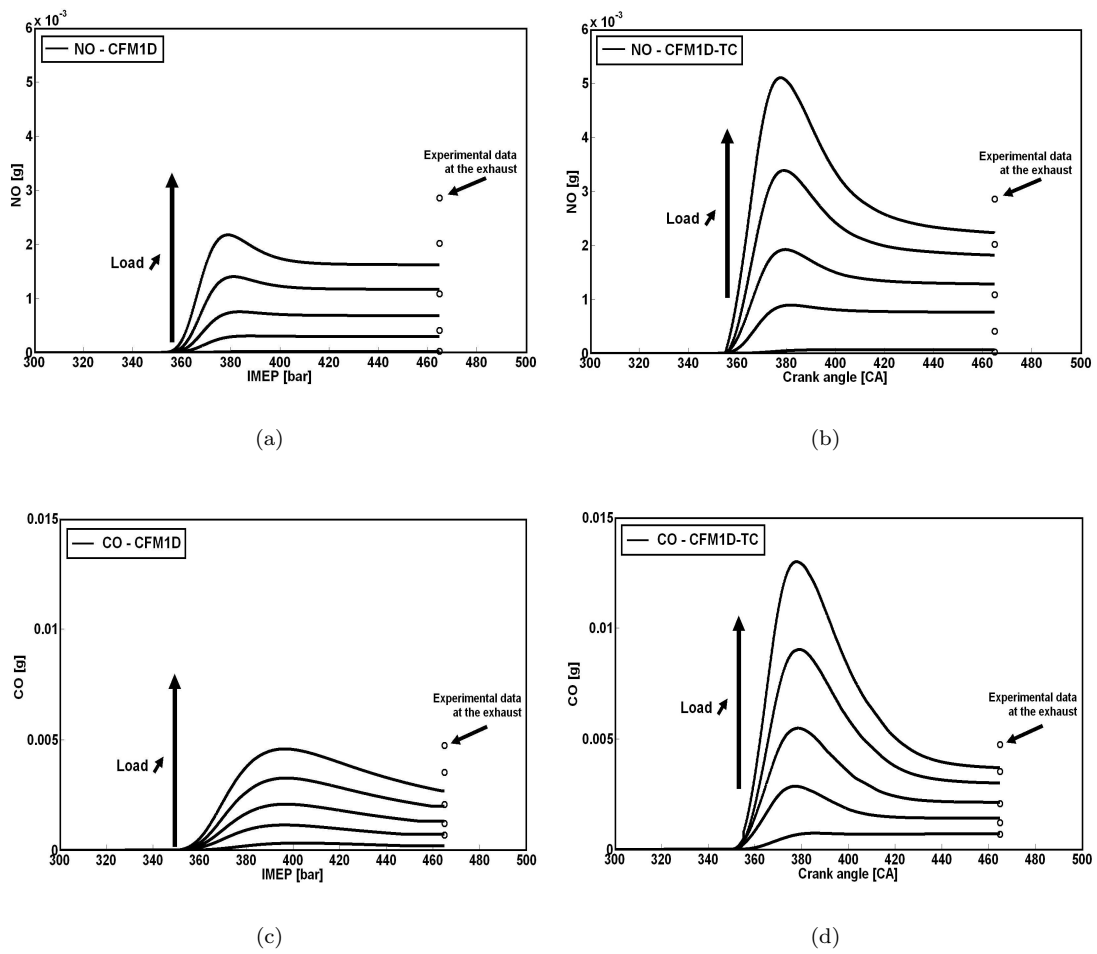 x 10⁻³
6
5
4
3
2
1
0
NO [g]
NO - CFM1D
Load
Experimental data
at the exhaust
300 320 340 360 380 400 420 440 460 480 500
IMEP [bar]
(a)
x 10⁻³
6
5
4
3
2
1
0
NO [g]
NO - CFM1D-TC
Load
Experimental data
at the exhaust
300 320 340 360 380 400 420 440 460 480 500
Crank angle [CA]
(b)
0.015
0.01
0.005
0
CO [g]
CO - CFM1D
Load
Experimental data
at the exhaust
300 320 340 360 380 400 420 440 460 480 500
IMEP [bar]
(c)
0.015
0.01
0.005
0
CO [g]
CO - CFM1D-TC
Load
Experimental data
at the exhaust
300 320 340 360 380 400 420 440 460 480 500
Crank angle [CA]
(d)